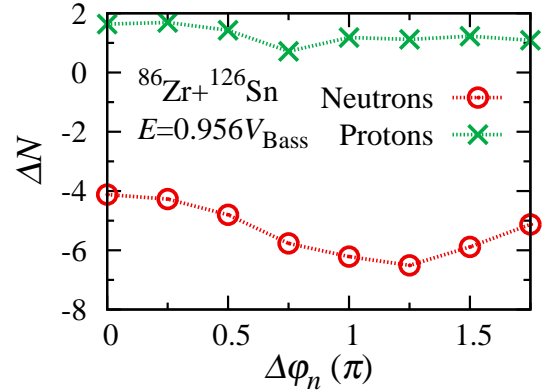 2
0
-2
-4
-6
-8
ΔN
⁸⁶Zr+¹²⁶Sn
E=0.956V_Bass
Neutrons
Protons
0 0.5 1 1.5
Δφₙ (π)